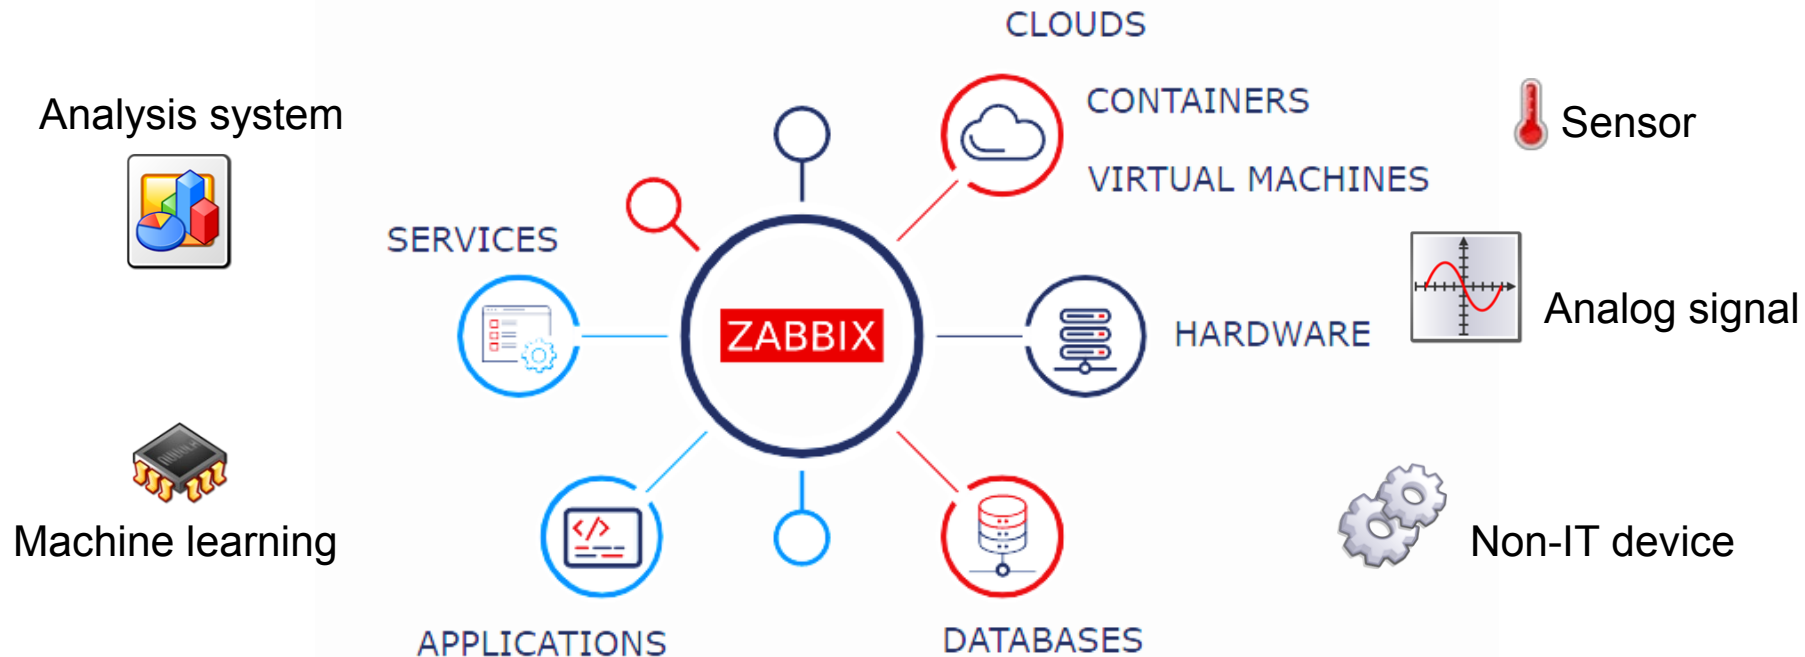 CLOUDS
Analysis system
CONTAINERS
Sensor
VIRTUAL MACHINES
SERVICES
ZABBIX
HARDWARE
Analog signal
Machine learning
Non-IT device
</>
APPLICATIONS
DATABASES